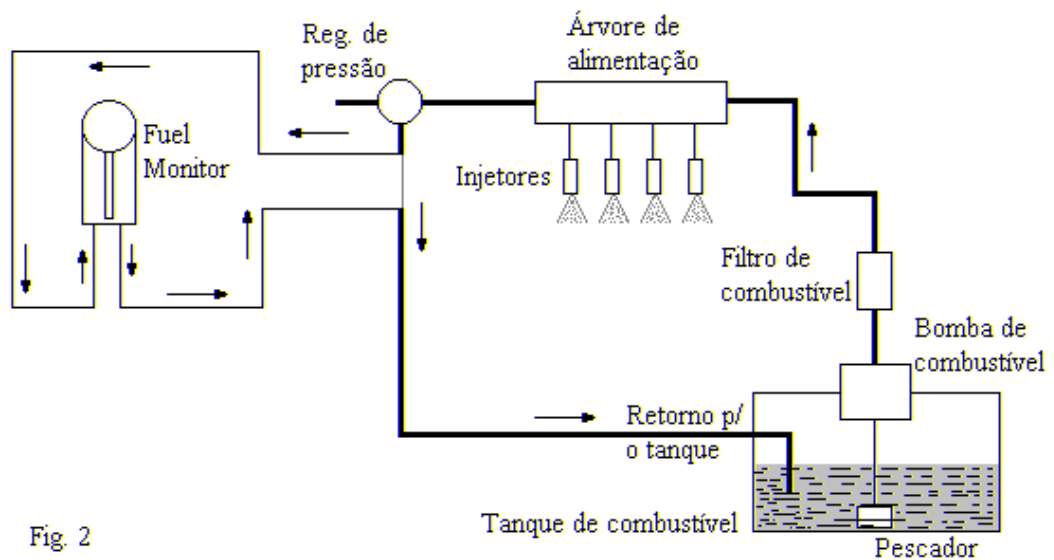 Reg. de
pressão
Árvore de
alimentação
Fuel
Monitor
Injetores
Filtro de
combustível
Bomba de
combustível
Retorno p/
o tanque
Tanque de combustível
Pescador
Fig. 2